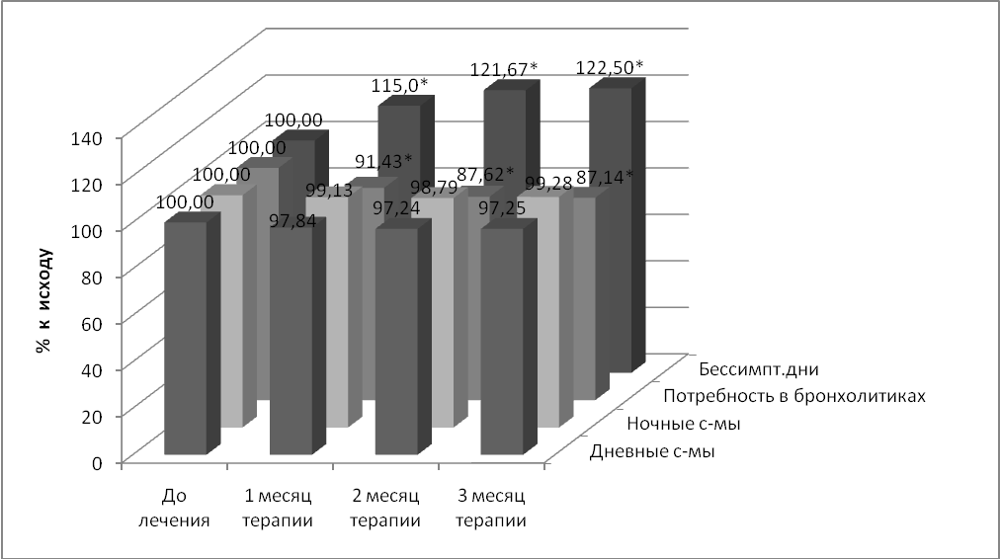 122,50*
121,67*
115,0*
100,00
100,00
91,43*
87,62*
87,14*
100,00
99,13
98,79
99,28
100,00
97,84
97,24
97,25
140
120
100
80
60
40
20
0
% к исходу
Бессимпт.дни
Потребность в бронхолитиках
Ночные с-мы
Дневные с-мы
До
лечения
1 месяц
терапии
2 месяц
терапии
3 месяц
терапии